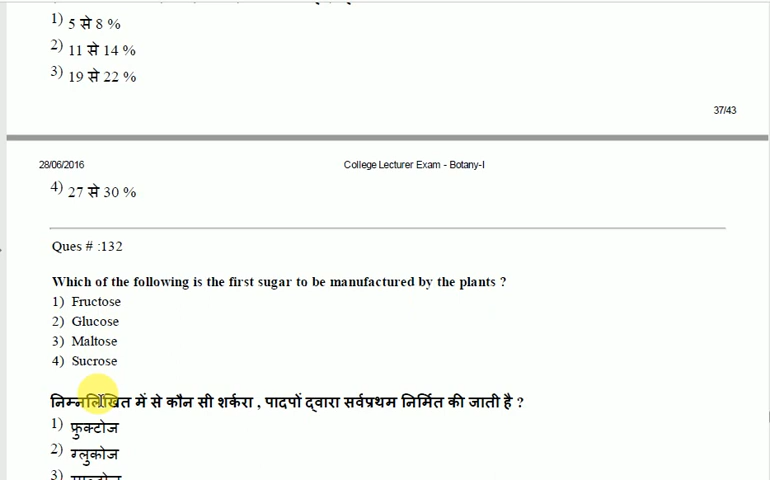 1) 5 से 8 %
2) 11 से 14 %
3) 19 से 22 %
37/43
28/06/2016 College Lecturer Exam - Botany-I
4) 27 से 30 %
Ques # :132
Which of the following is the first sugar to be manufactured by the plants ?
1) Fructose
2) Glucose
3) Maltose
4) Sucrose
निम्नलिखित में से कौन सी शर्करा , पादपों द्वारा सर्वप्रथम निर्मित की जाती है ?
1) फ्रुक्टोज
2) ग्लुकोज
3)